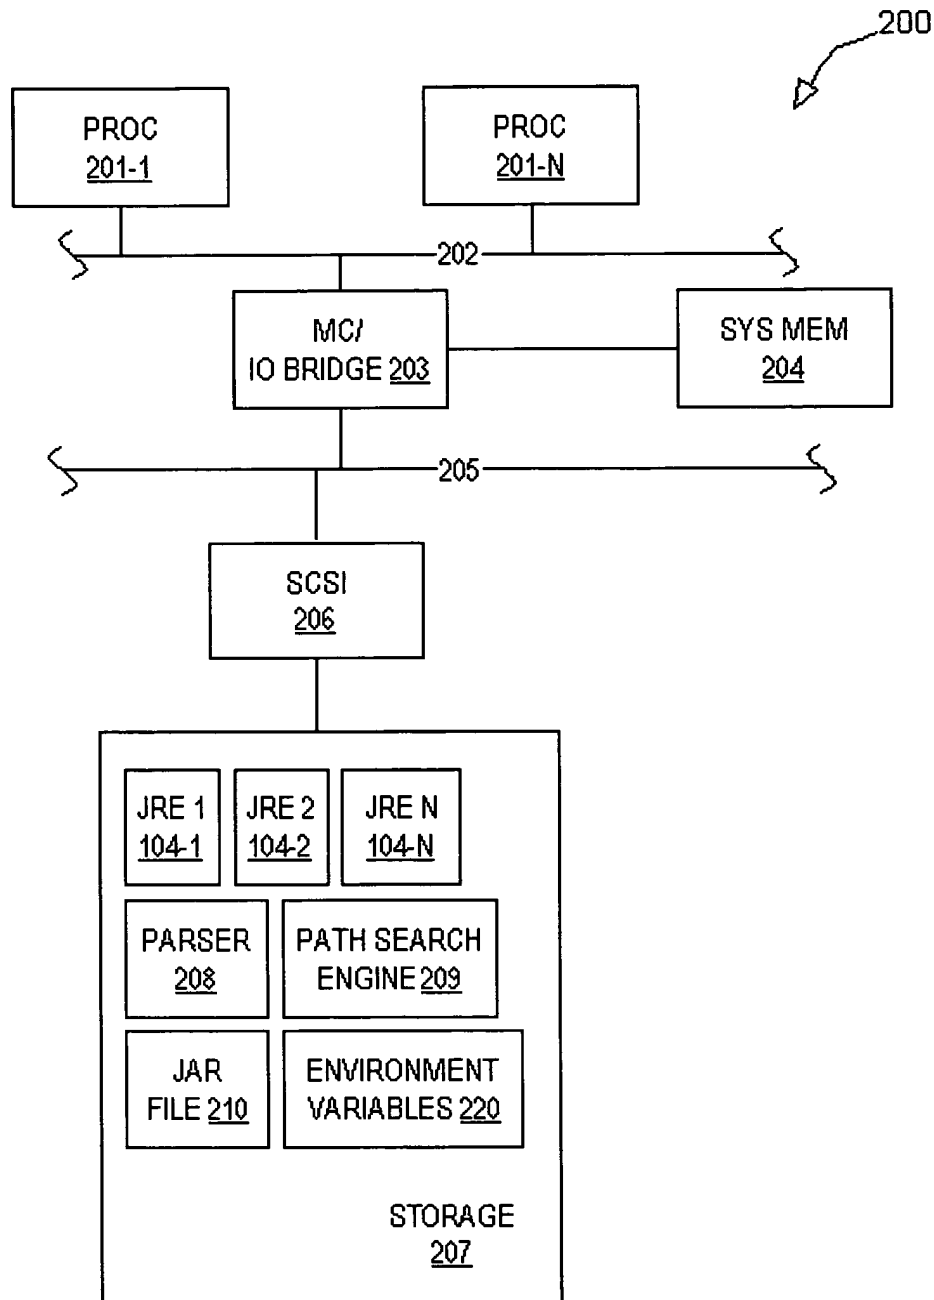 200
PROC
201-1
PROC
201-N
202
MC/
IO BRIDGE 203
SYS MEM
204
205
SCSI
206
JRE 1
104-1
JRE 2
104-2
JRE N
104-N
PARSER
208
PATH SEARCH
ENGINE 209
JAR
FILE 210
ENVIRONMENT
VARIABLES 220
STORAGE
207